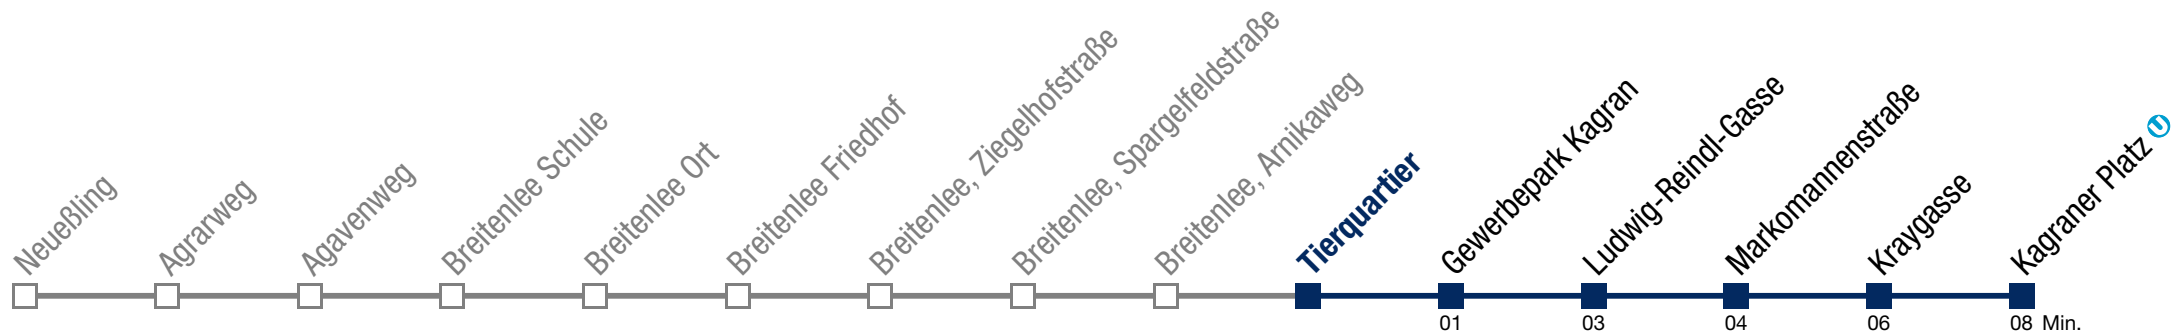 Neueßling
Agrarweg
Agavenweg
Breitenlee Schule
Breitenlee Ort
Breitenlee Friedhof
Breitenlee, Ziegelhofstraße
Breitenlee, Spargelfeldstraße
Breitenlee, Arnikaweg
Tierquartier
Gewerbepark Kagran
Ludwig-Reindl-Gasse
Markomannenstraße
Kraygasse
Kagraner Platz U
01 03 04 06 08 Min.